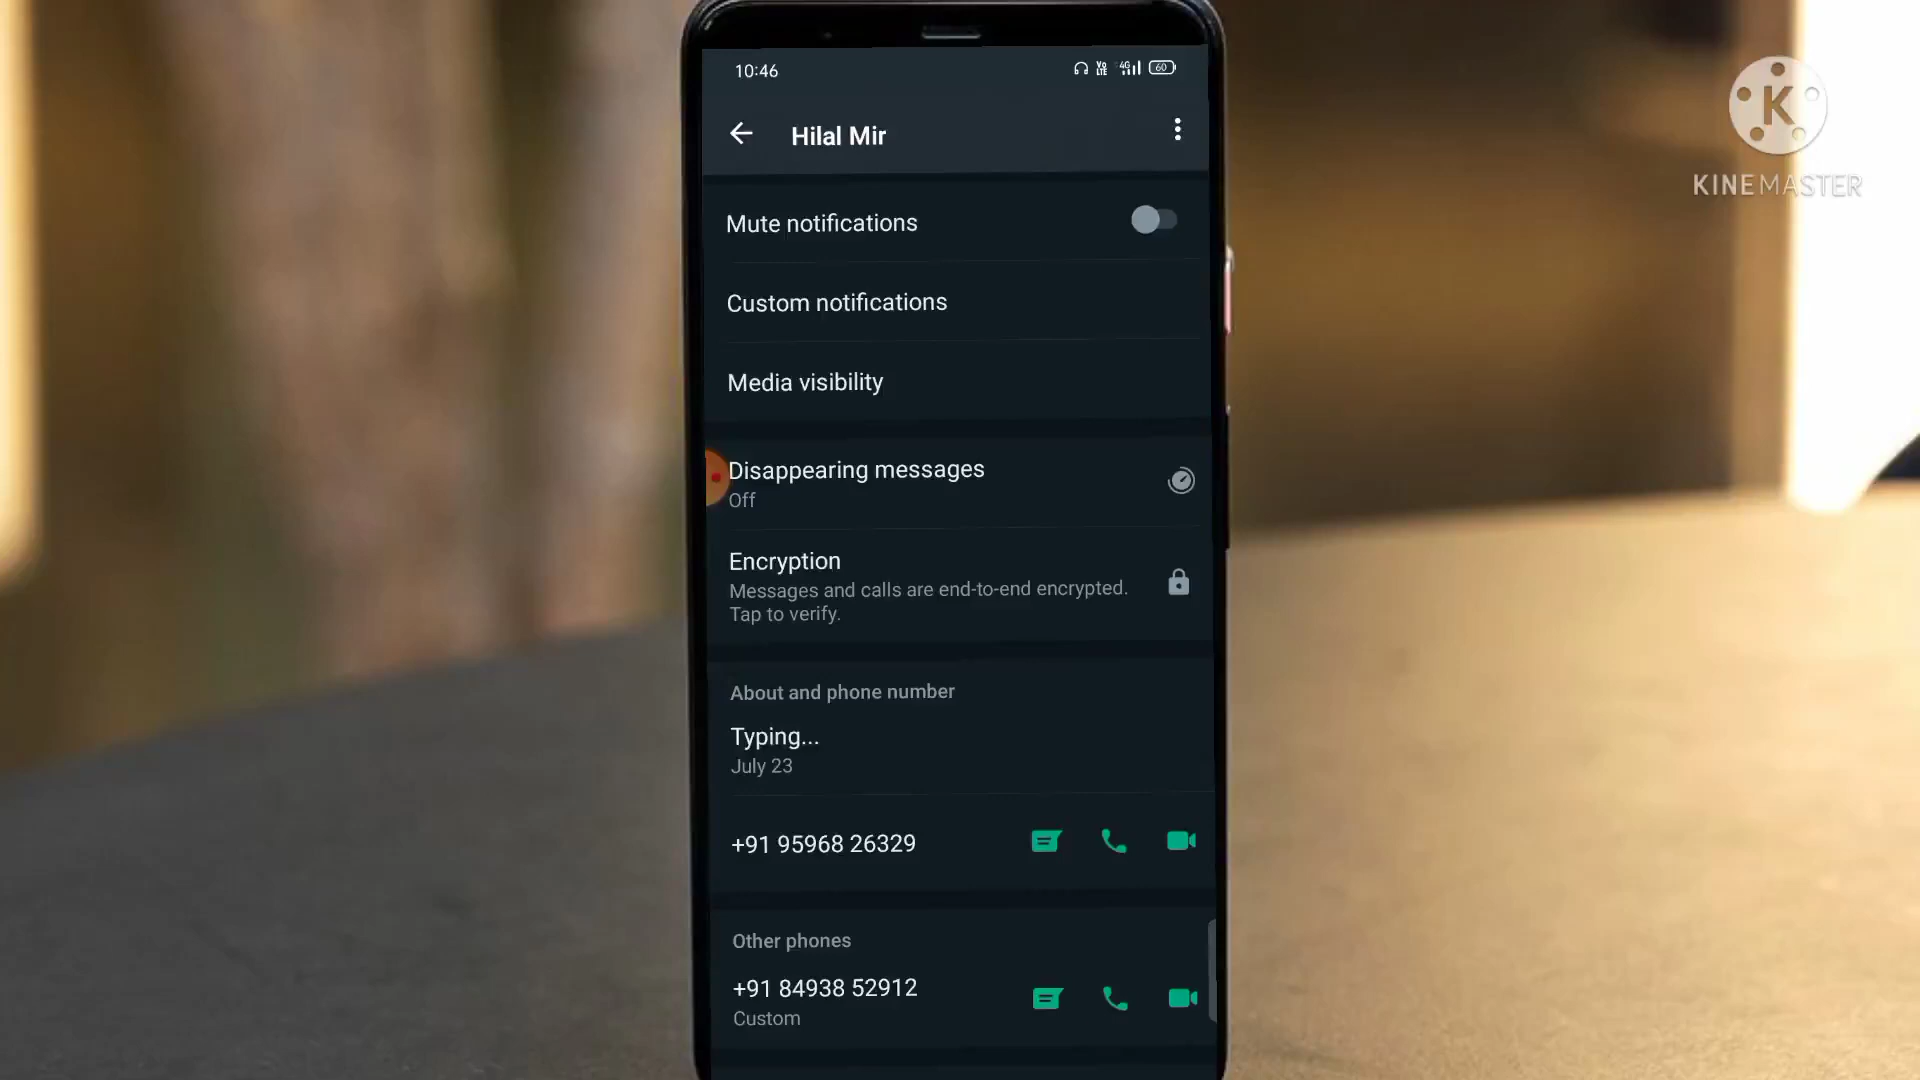 10:46
60
Hilal Mir
Mute notifications
Custom notifications
Media visibility
Disappearing messages
Off
Encryption
Messages and calls are end-to-end encrypted.
Tap to verify.
About and phone number
Typing...
July 23
+91 95968 26329
Other phones
+91 84938 52912
Custom
K
KINEMASTER